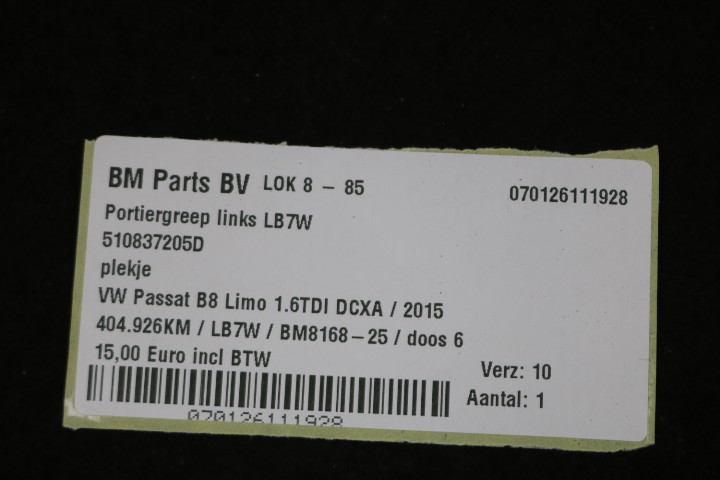 BM Parts BV LOK 8 - 85 070126111928
Portiergreep links LB7W
510837205D
plekje
VW Passat B8 Limo 1.6TDI DCXA / 2015
404.926KM / LB7W / BM8168-25 / doos 6
15,00 Euro incl BTW
Verz: 10
Aantal: 1
070126111928